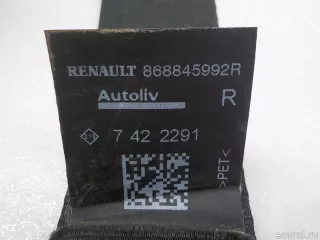 RENAULT 868845992R
Autoliv R
7 42 2291
>PET<